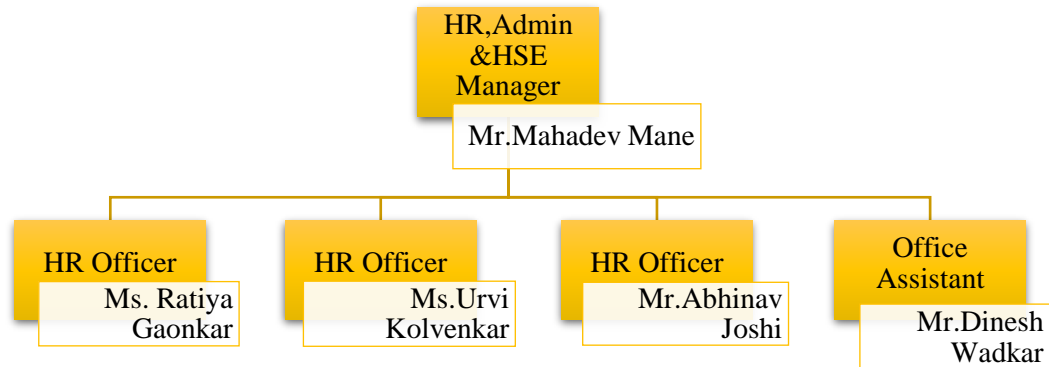 HR,Admin
&HSE
Manager
Mr.Mahadev Mane
HR Officer
Ms. Ratiya
Gaonkar
HR Officer
Ms.Urvi
Kolvenkar
HR Officer
Mr.Abhinav
Joshi
Office
Assistant
Mr.Dinesh
Wadkar